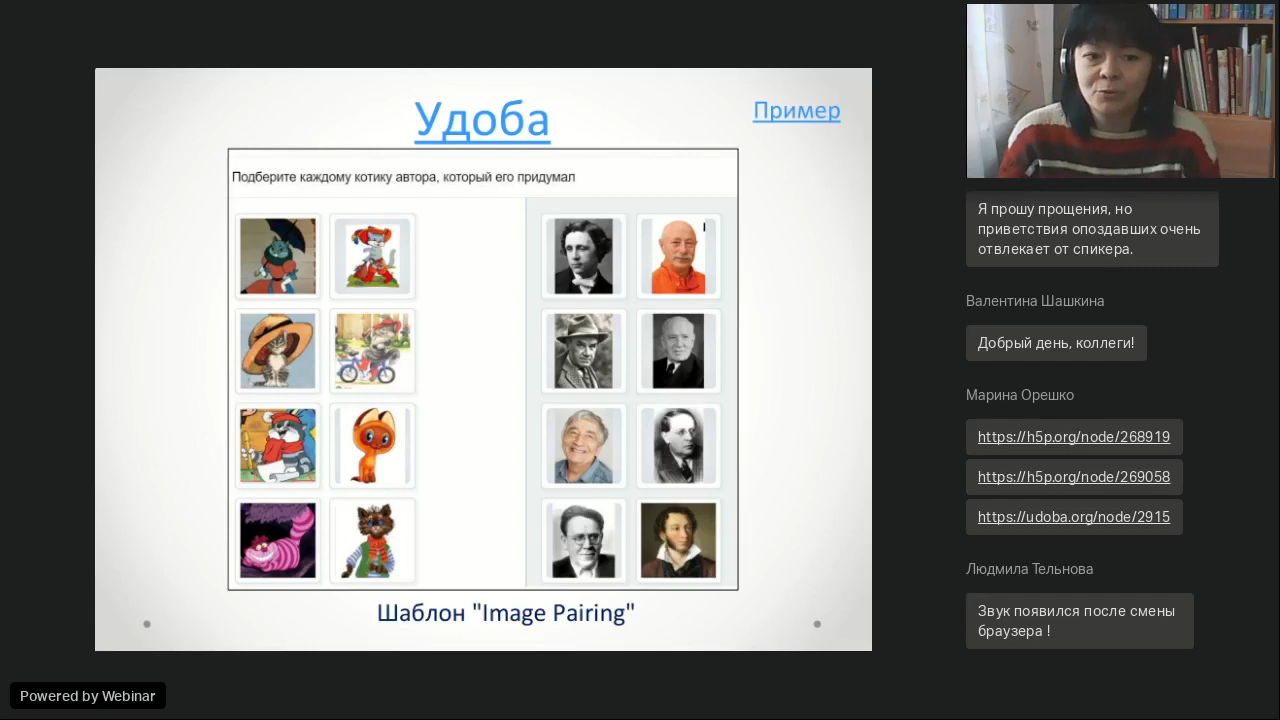 Удоба
Пример
Подберите каждому котику автора, который его придумал
Шаблон "Image Pairing"
Я прошу прощения, но
приветствия опоздавших очень
отвлекает от спикера.
Валентина Шашкина
Добрый день, коллеги!
Марина Орешко
https://h5p.org/node/268919
https://h5p.org/node/269058
https://udoba.org/node/2915
Людмила Тельнова
Звук появился после смены
браузера !
Powered by Webinar